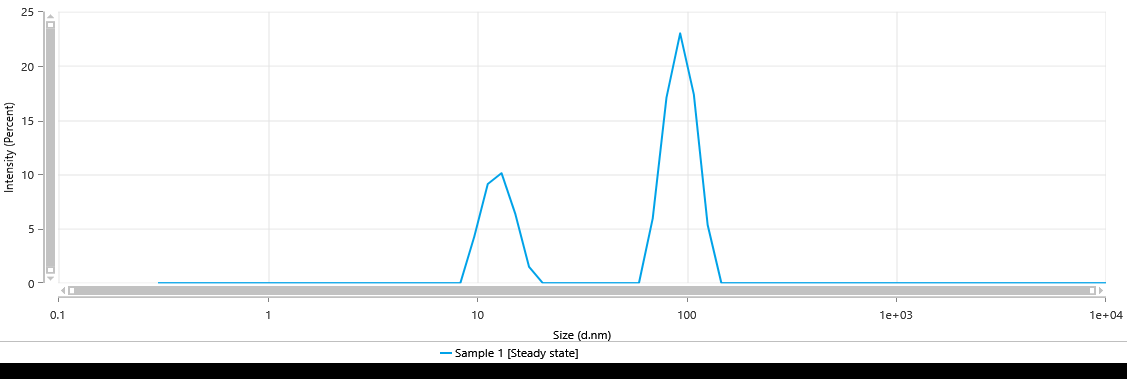 25
20
15
10
5
0
Intensity (Percent)
0.1 1 10 100 1e+03 1e+04
Size (d.nm)
Sample 1 [Steady state]